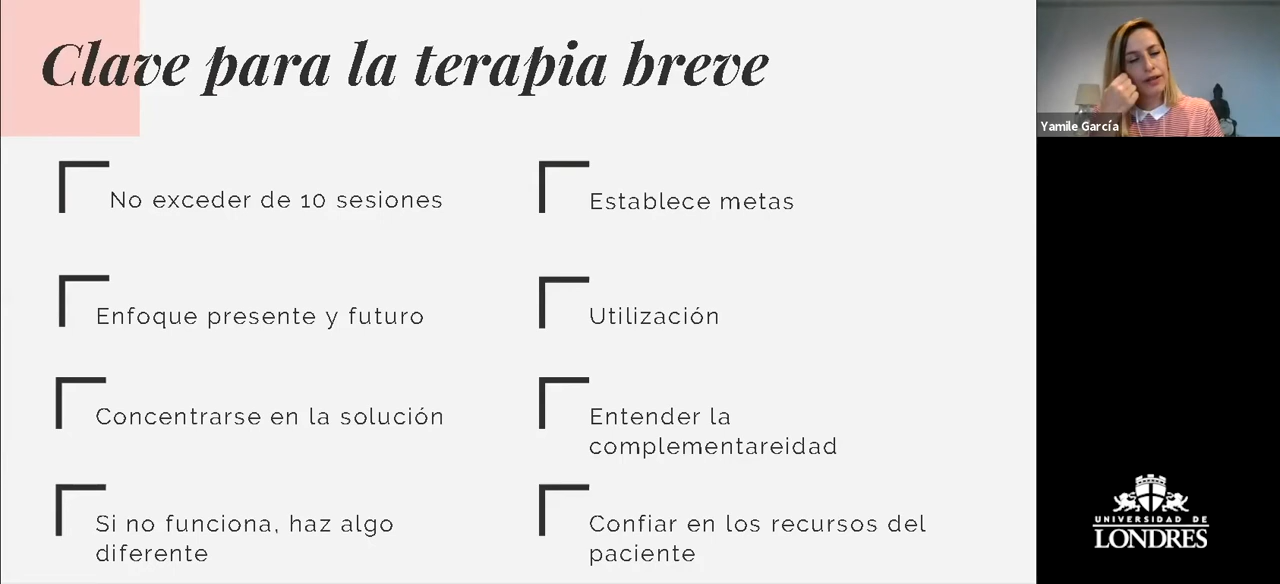 Clave para la terapia breve
No exceder de 10 sesiones
Establece metas
Enfoque presente y futuro
Utilización
Concentrarse en la solución
Entender la
complementareidad
Si no funciona, haz algo
diferente
Confiar en los recursos del
paciente
Yamile García
UNIVERSIDAD DE
LONDRES